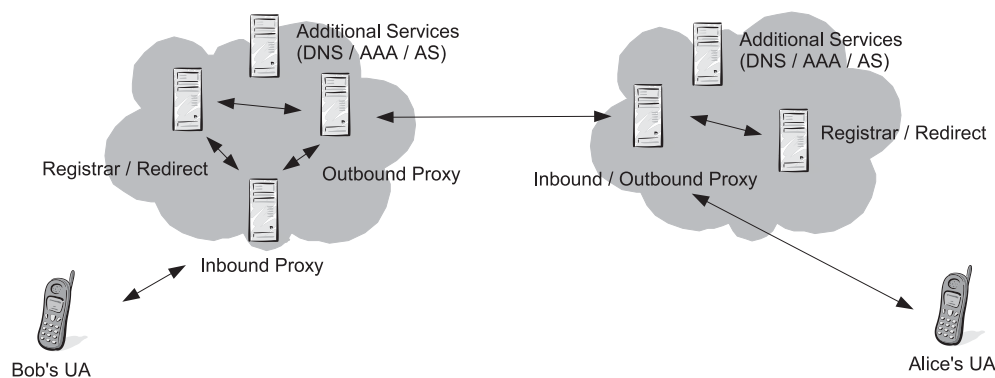 Additional Services
(DNS / AAA / AS)
Registrar / Redirect
Outbound Proxy
Inbound Proxy
Bob's UA
Additional Services
(DNS / AAA / AS)
Registrar / Redirect
Inbound / Outbound Proxy
Alice's UA